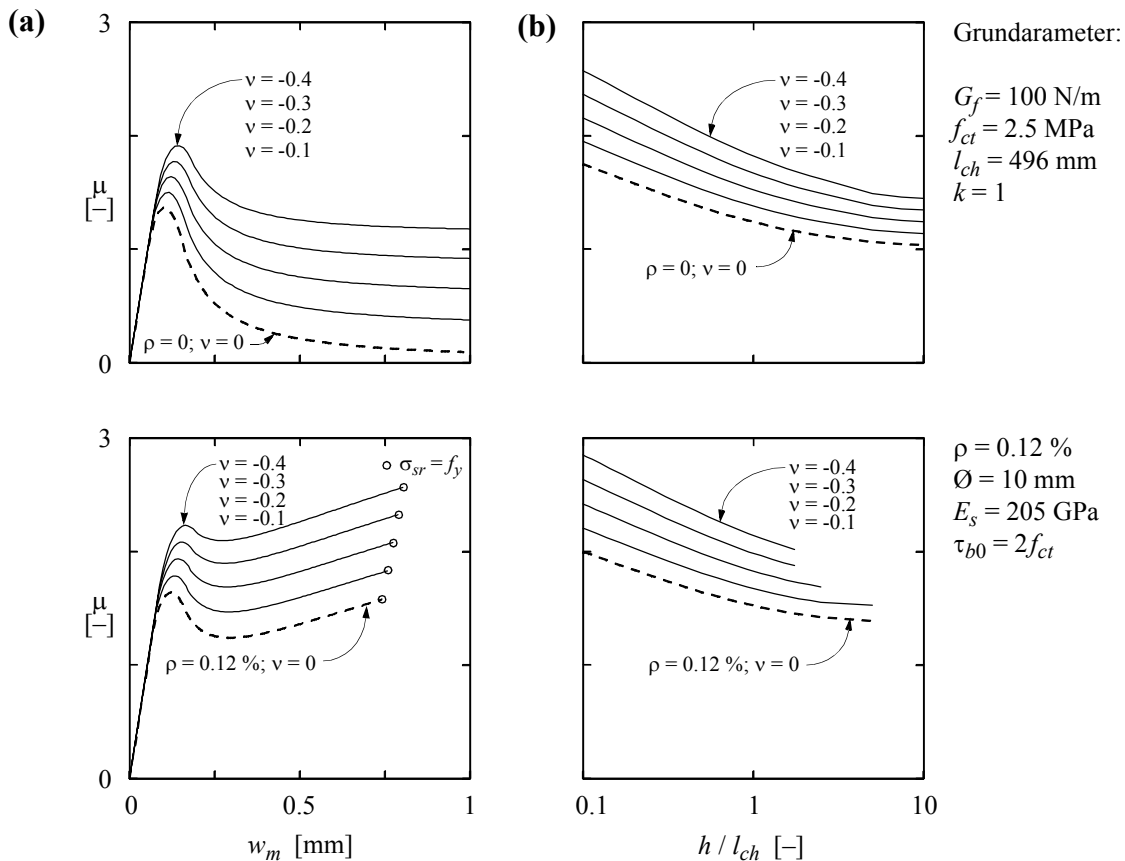 (a)
3
ν = -0.4
ν = -0.3
ν = -0.2
ν = -0.1
μ
[–]
ρ = 0; ν = 0
0
(b)
ν = -0.4
ν = -0.3
ν = -0.2
ν = -0.1
ρ = 0; ν = 0
Grundarameter:
G_f = 100 N/m
f_ct = 2.5 MPa
l_ch = 496 mm
k = 1
3
ν = -0.4
ν = -0.3
ν = -0.2
ν = -0.1
σ_sr = f_y
μ
[–]
ρ = 0.12 %; ν = 0
0
0
0.5
1
w_m [mm]
ν = -0.4
ν = -0.3
ν = -0.2
ν = -0.1
ρ = 0.12 %; ν = 0
0.1
1
10
h / l_ch [–]
ρ = 0.12 %
Ø = 10 mm
E_s = 205 GPa
τ_b0 = 2f_ct